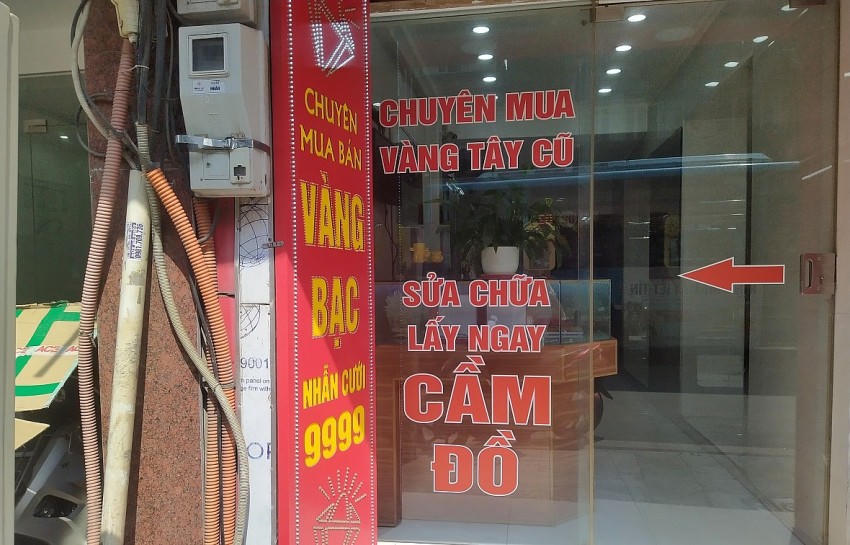 CHUYÊN
MUA BÁN
VÀNG
BẠC
NHẪN CƯỚI
9999
CHUYÊN MUA
VÀNG TÂY CŨ
SỬA CHỮA
LẤY NGAY
CẦM
ĐỒ
9001